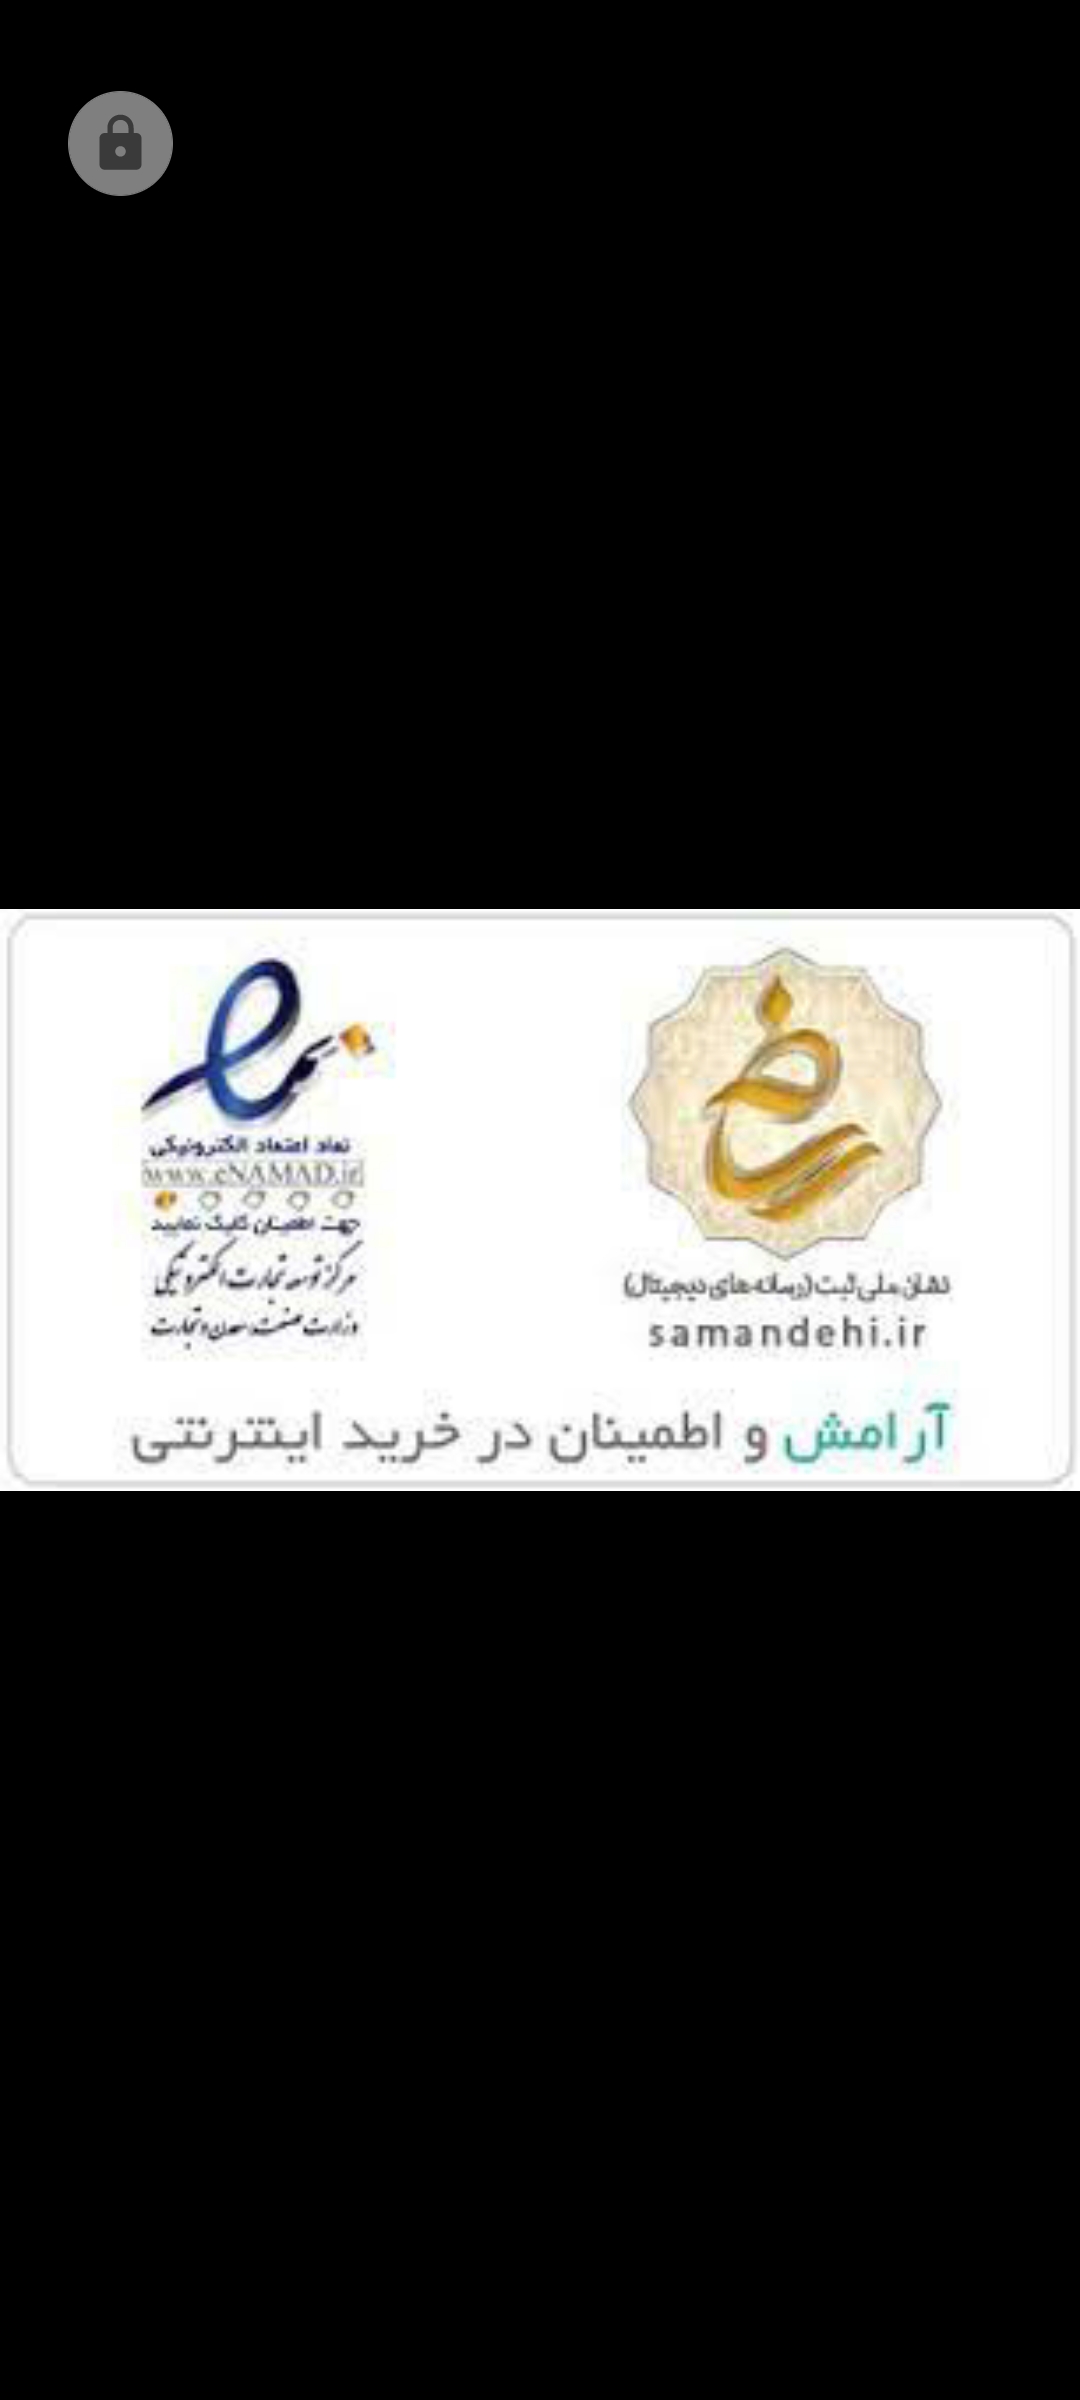 نماد اعتماد الکترونیکی
www.eNAMAD.ir
جهت اطمینان کلیک نمایید
مرکز توسعه تجارت الکترونیکی
وزارت صنعت، معدن و تجارت
نشان ملی ثبت (رسانه‌های دیجیتال)
samandehi.ir
آرامش و اطمینان در خرید اینترنتی